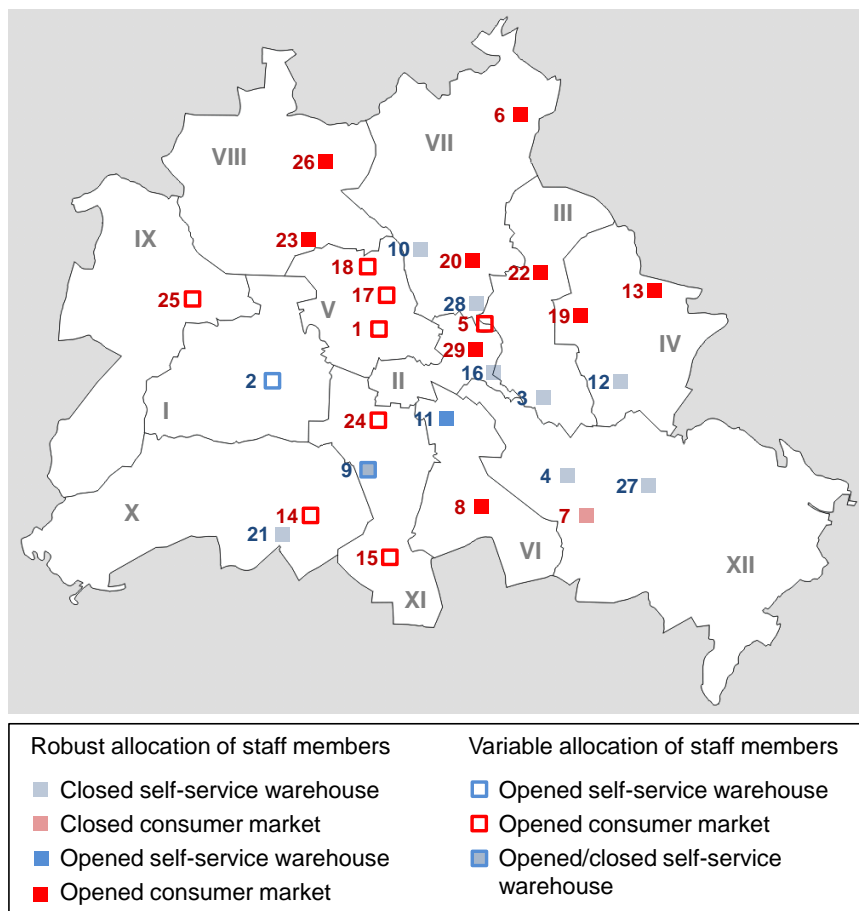 6
VIII
VII
26
III
IX
23
10
18
20
22
25
17
28
13
V
5
19
1
29
IV
16
12
2
II
3
I
24
11
9
4
27
X
14
8
7
21
15
VI
XII
XI
Robust allocation of staff members
Closed self-service warehouse
Closed consumer market
Opened self-service warehouse
Opened consumer market
Variable allocation of staff members
Opened self-service warehouse
Opened consumer market
Opened/closed self-service
warehouse